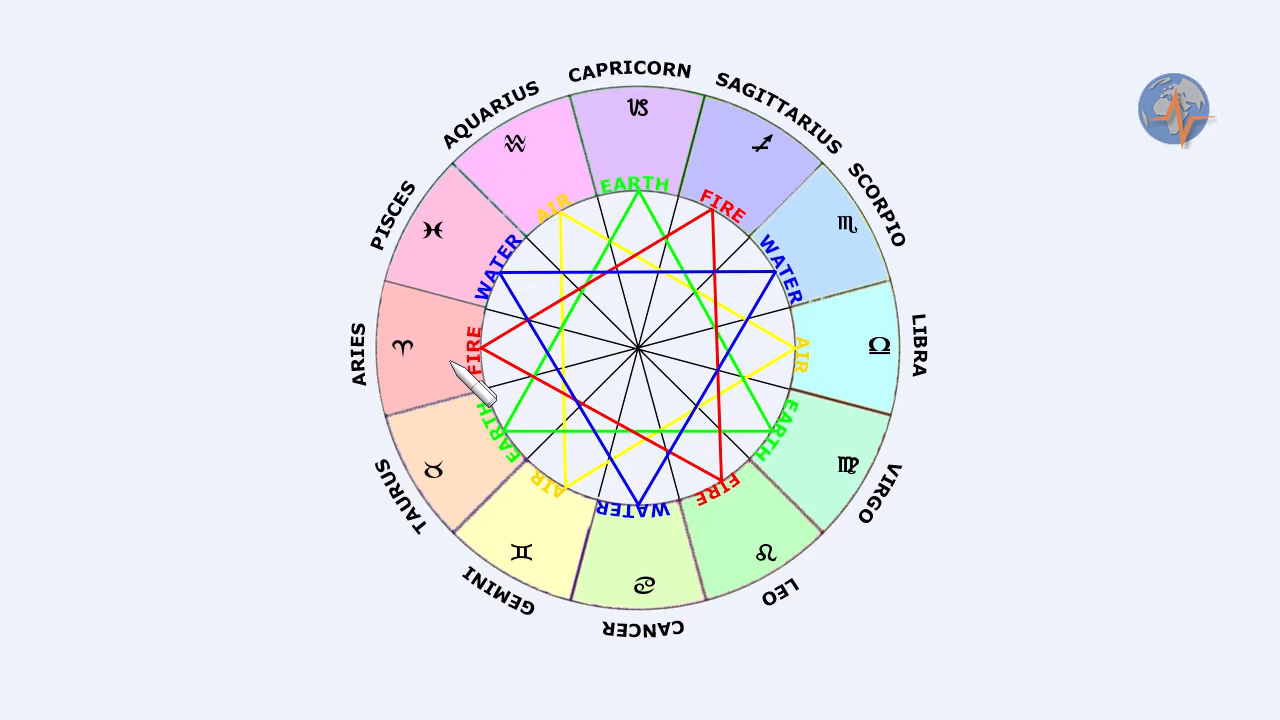 CAPRICORN
SAGITTARIUS
SCORPIO
LIBRA
VIRGO
LEO
CANCER
GEMINI
TAURUS
ARIES
PISCES
AQUARIUS
♑
♐
♏
♎
♍
♌
♋
♊
♉
♈
♓
♒
EARTH
FIRE
WATER
AIR
EARTH
FIRE
WATER
AIR
EARTH
FIRE
WATER
AIR